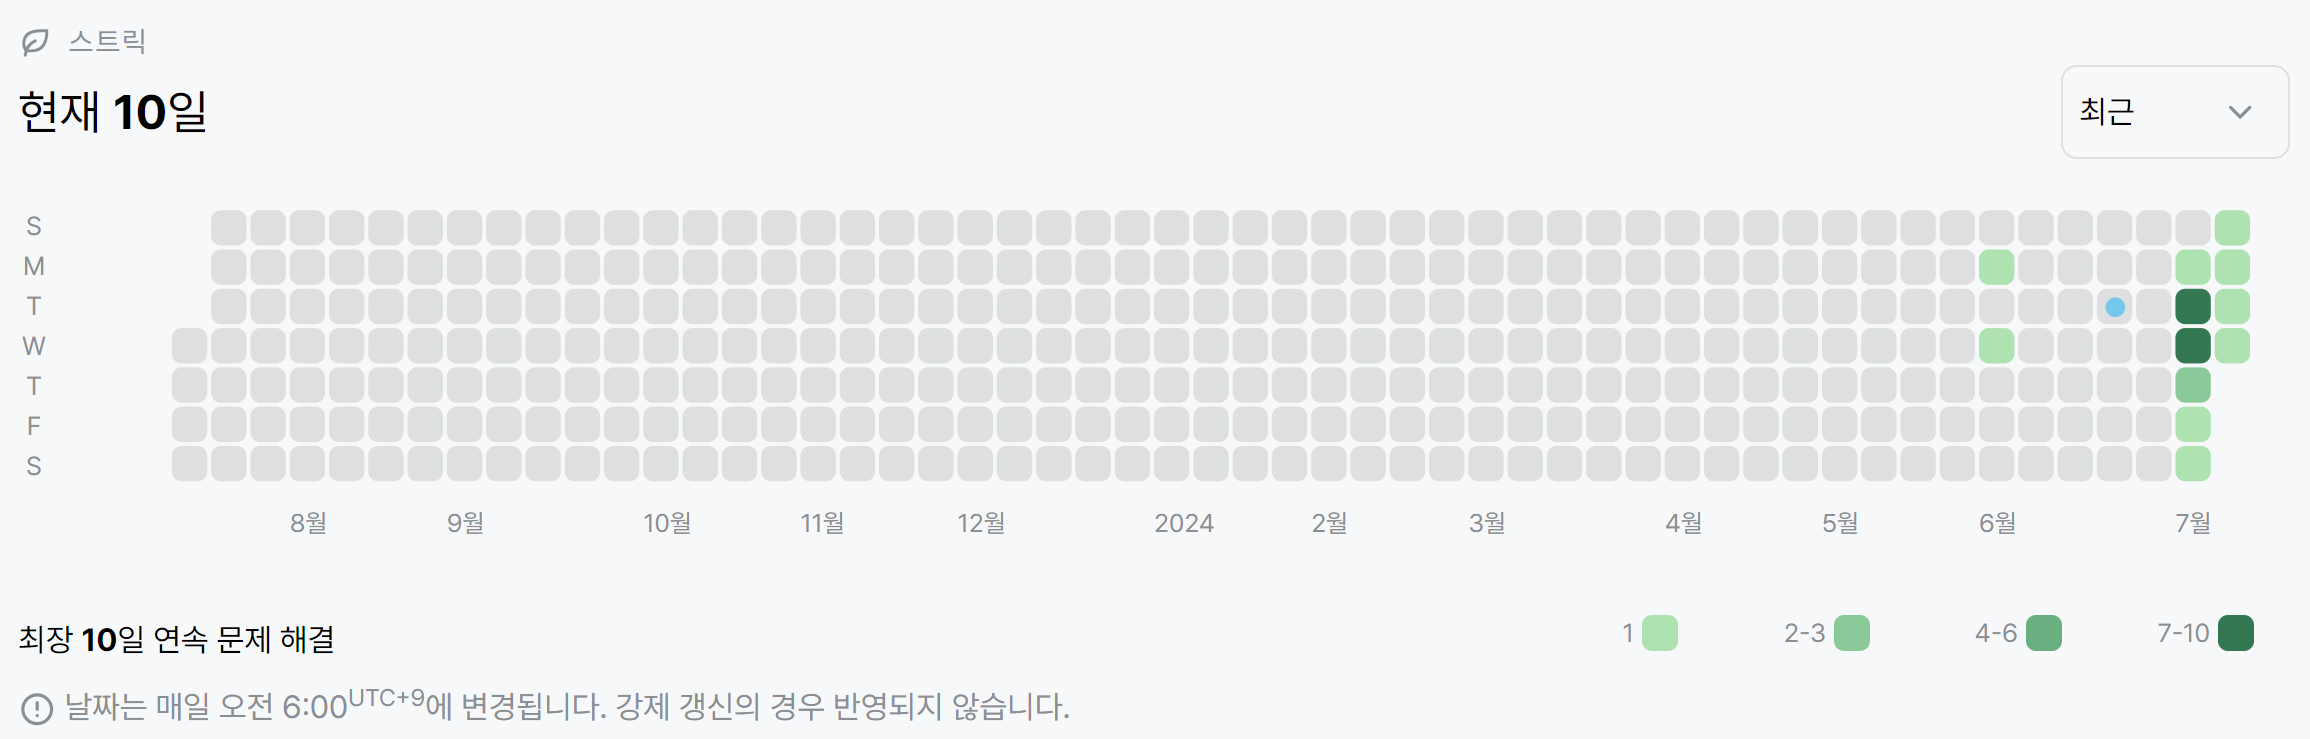 스트릭
현재 10일
최근
S
M
T
W
T
F
S
8월 9월 10월 11월 12월 2024 2월 3월 4월 5월 6월 7월
최장 10일 연속 문제 해결
1 2-3 4-6 7-10
날짜는 매일 오전 6:00UTC+9에 변경됩니다. 강제 갱신의 경우 반영되지 않습니다.